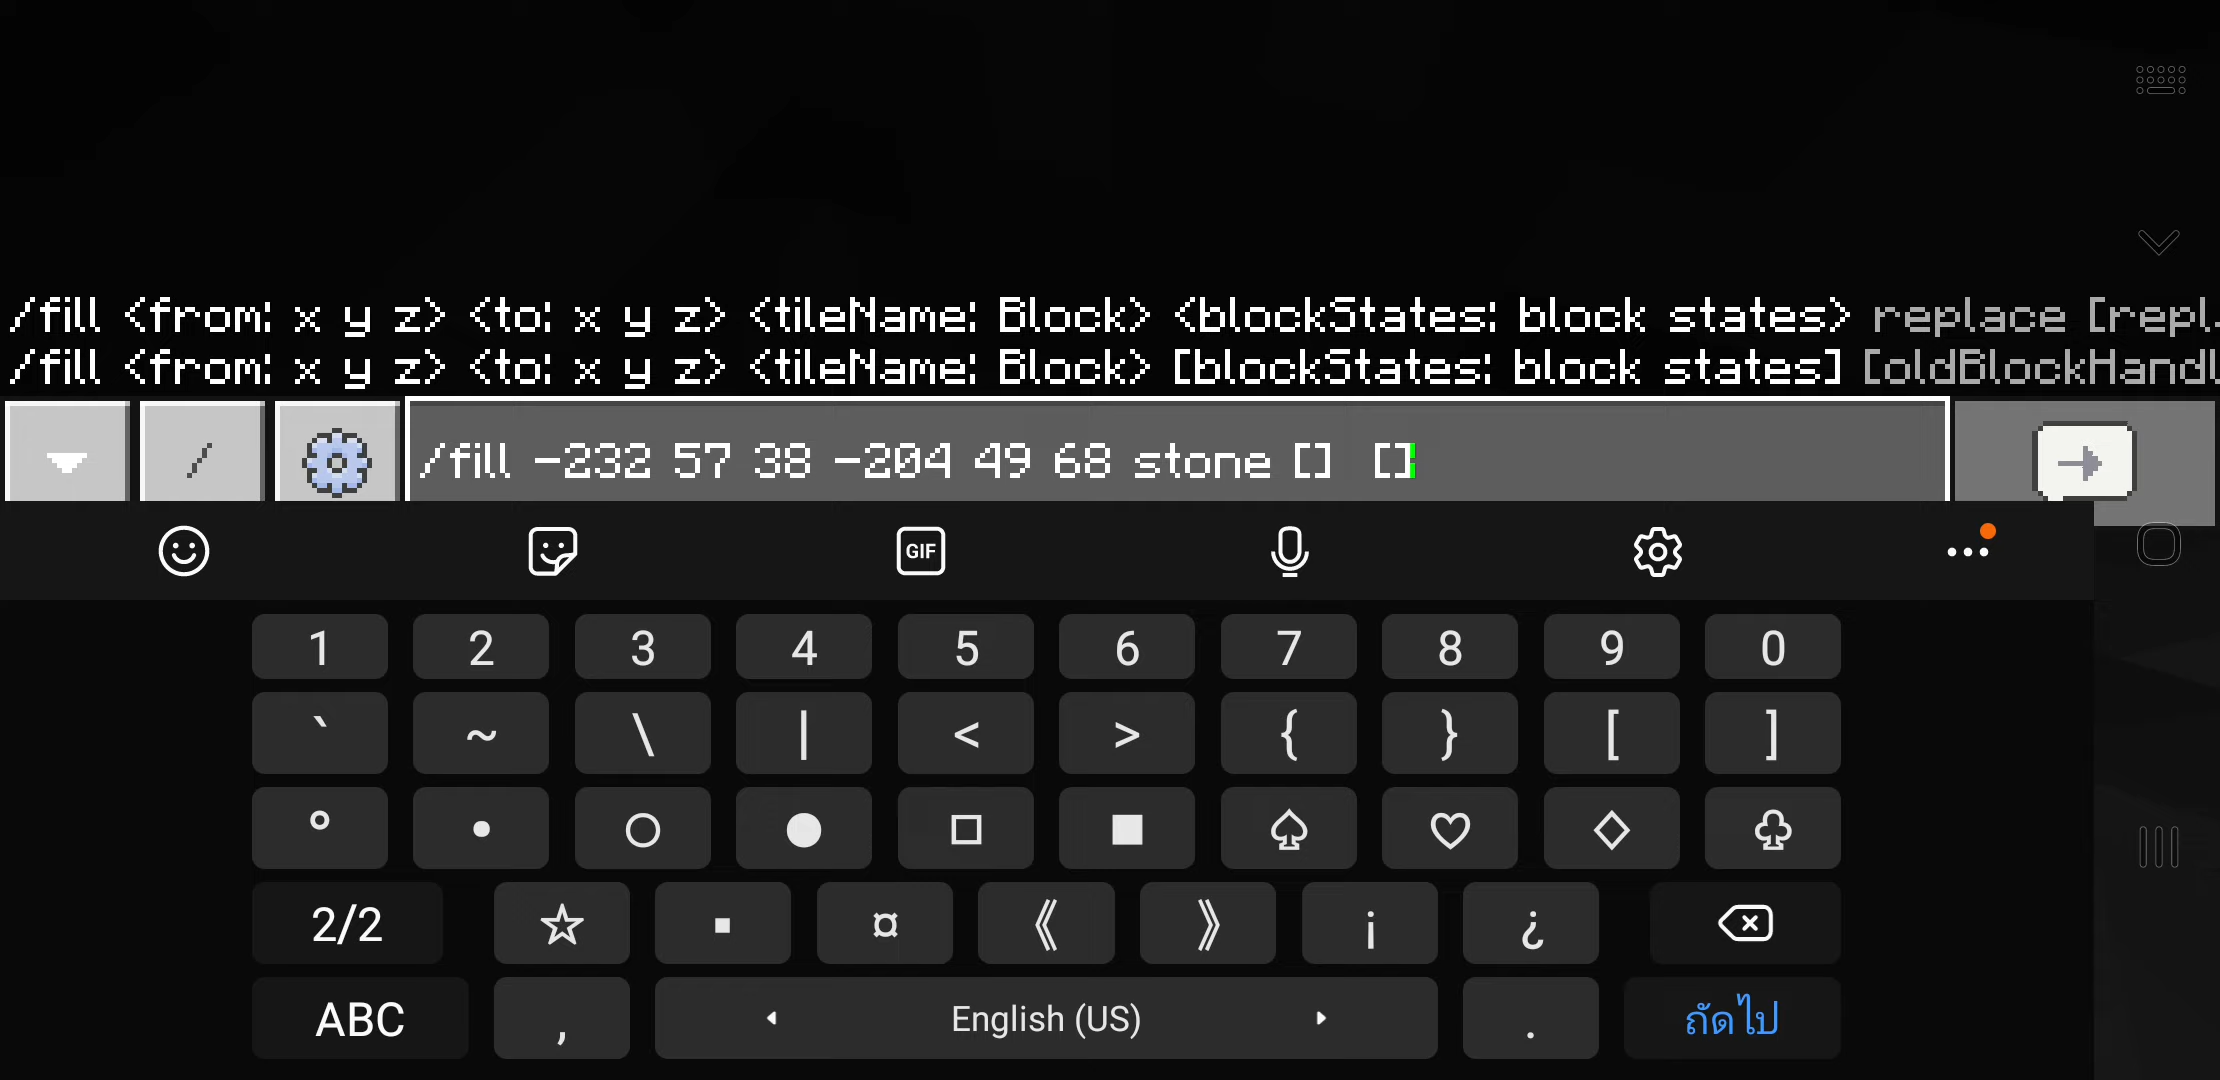 /fill <from: x y z> <to: x y z> <tileName: Block> <blockStates: block states> replace [repl
/fill <from: x y z> <to: x y z> <tileName: Block> [blockStates: block states] [oldBlockHandl
/ /fill -232 57 38 -204 49 68 stone []  []
GIF
1 2 3 4 5 6 7 8 9 0
` ~ \ | < > { } [ ]
° • ○ ● □ ■ ♤ ♡ ◇ ♧
2/2 ☆ ▪ ¤ 《 》 ¡ ¿
ABC , English (US) . ถัดไป